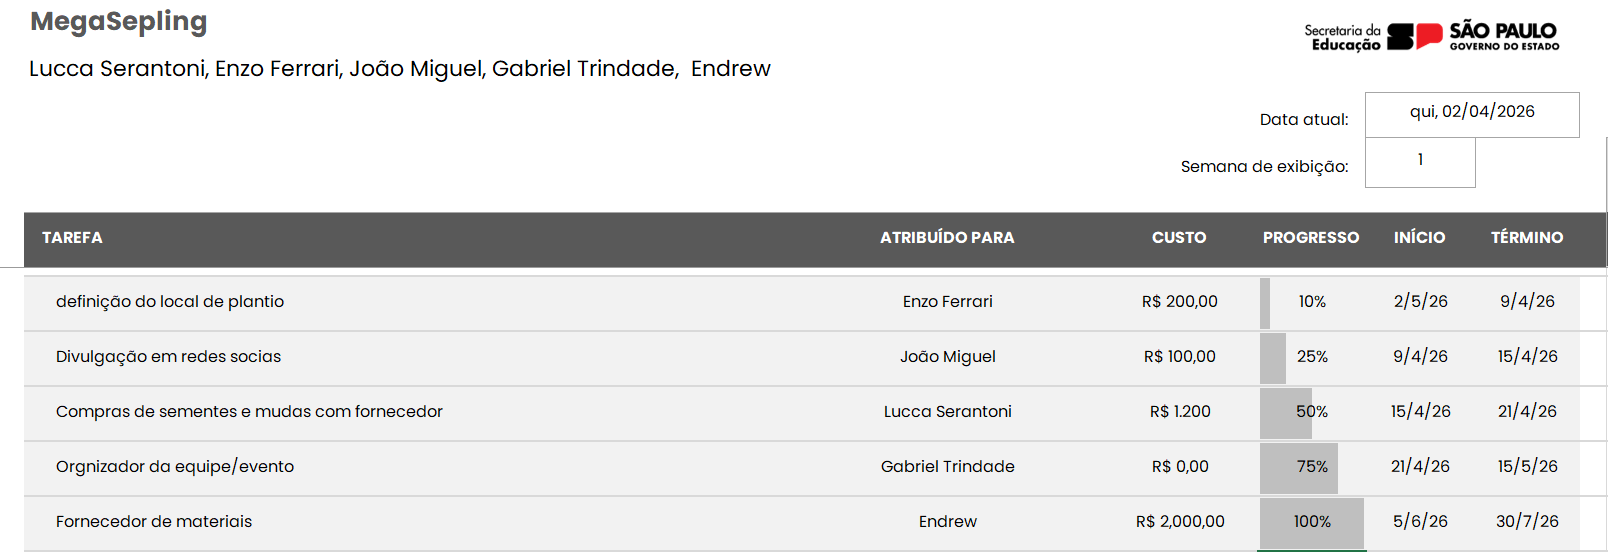 MegaSepling
Secretaria da Educação SÃO PAULO GOVERNO DO ESTADO
Lucca Serantoni, Enzo Ferrari, João Miguel, Gabriel Trindade,  Endrew
Data atual: qui, 02/04/2026
Semana de exibição: 1
TAREFA ATRIBUÍDO PARA CUSTO PROGRESSO INÍCIO TÉRMINO
definição do local de plantio Enzo Ferrari R$ 200,00 10% 2/5/26 9/4/26
Divulgação em redes socias João Miguel R$ 100,00 25% 9/4/26 15/4/26
Compras de sementes e mudas com fornecedor Lucca Serantoni R$ 1.200 50% 15/4/26 21/4/26
Orgnizador da equipe/evento Gabriel Trindade R$ 0,00 75% 21/4/26 15/5/26
Fornecedor de materiais Endrew R$ 2,000,00 100% 5/6/26 30/7/26